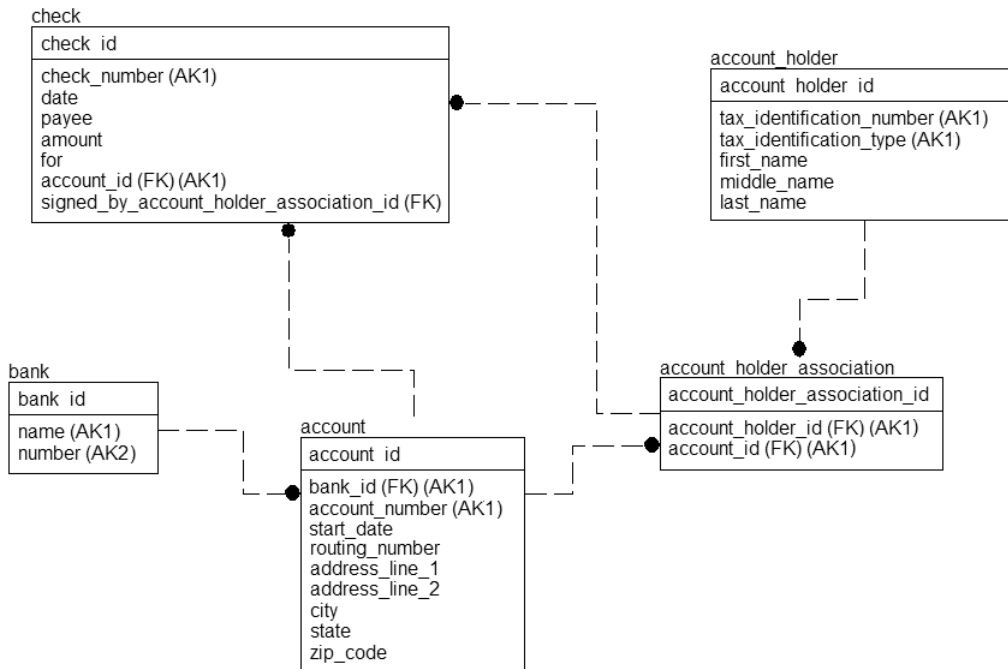 check
check_id
check_number (AK1)
date
payee
amount
for
account_id (FK) (AK1)
signed_by_account_holder_association_id (FK)
account_holder
account_holder_id
tax_identification_number (AK1)
tax_identification_type (AK1)
first_name
middle_name
last_name
bank
bank_id
name (AK1)
number (AK2)
account
account_id
bank_id (FK) (AK1)
account_number (AK1)
start_date
routing_number
address_line_1
address_line_2
city
state
zip_code
account_holder_association
account_holder_association_id
account_holder_id (FK) (AK1)
account_id (FK) (AK1)